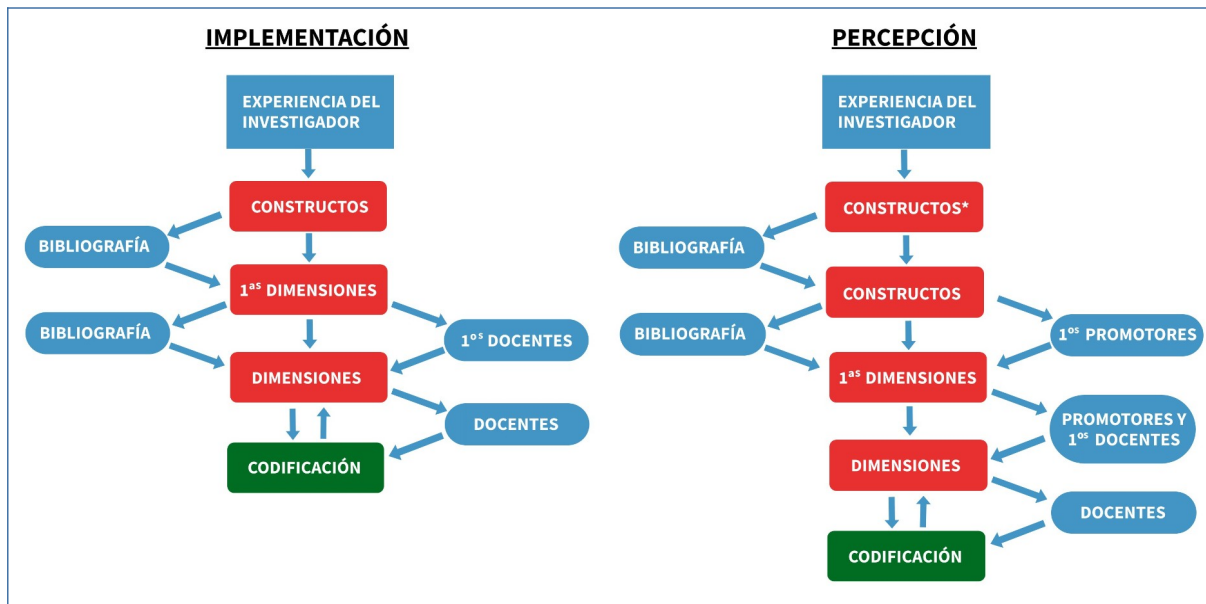 IMPLEMENTACIÓN
EXPERIENCIA DEL
INVESTIGADOR
CONSTRUCTOS
BIBLIOGRAFÍA
1as DIMENSIONES
BIBLIOGRAFÍA
1os DOCENTES
DIMENSIONES
DOCENTES
CODIFICACIÓN
PERCEPCIÓN
EXPERIENCIA DEL
INVESTIGADOR
CONSTRUCTOS*
BIBLIOGRAFÍA
CONSTRUCTOS
BIBLIOGRAFÍA
1os PROMOTORES
1as DIMENSIONES
PROMOTORES Y
1os DOCENTES
DIMENSIONES
DOCENTES
CODIFICACIÓN